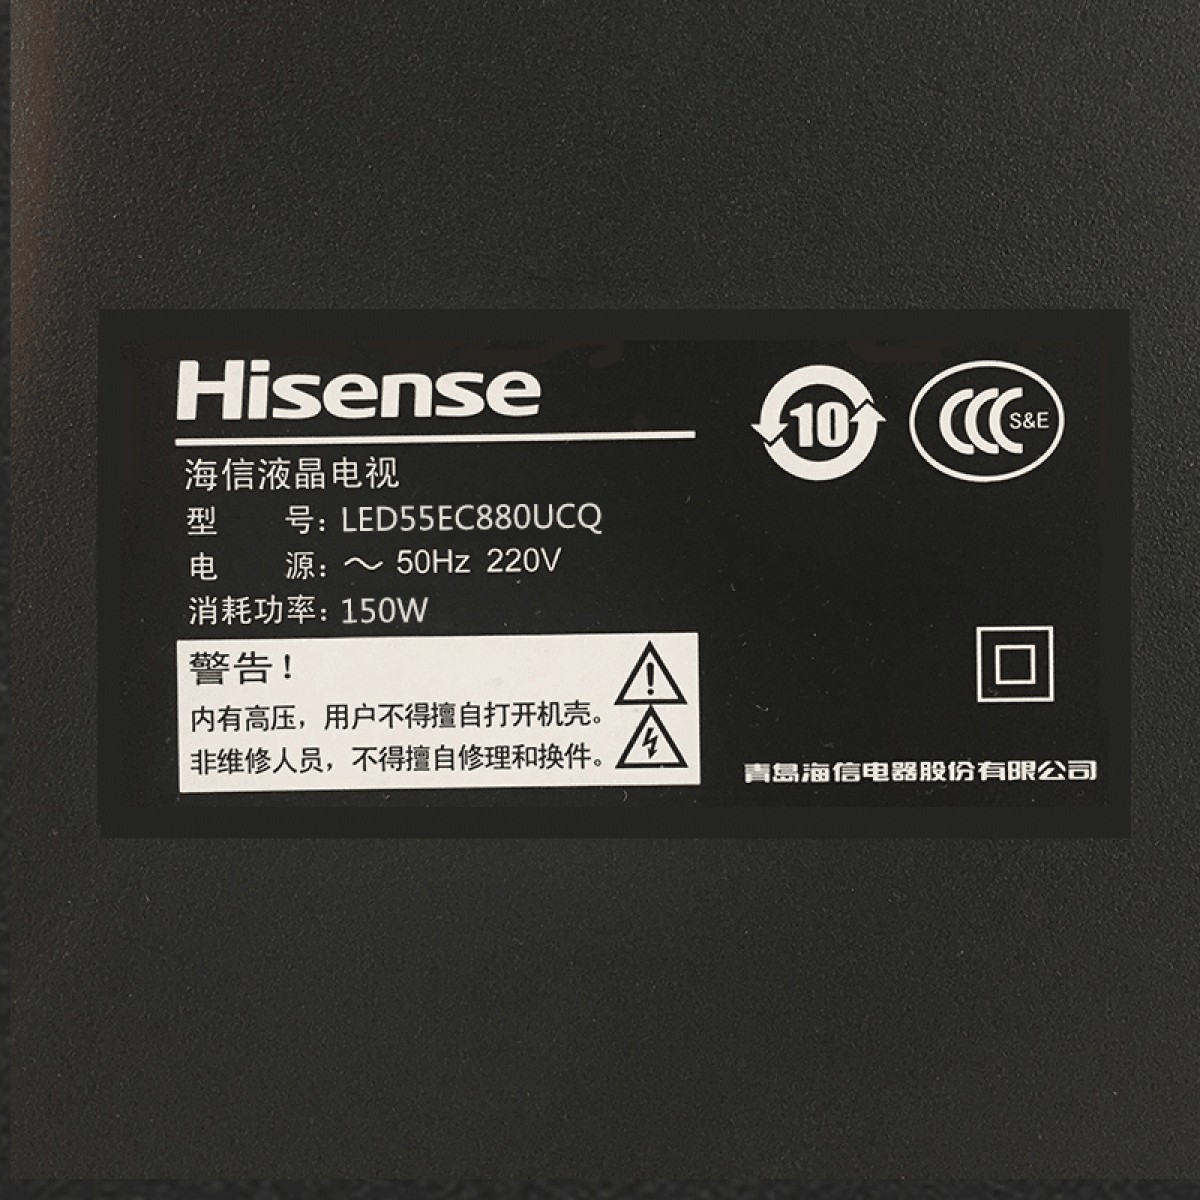 Hisense
海信液晶电视
型 号: LED55EC880UCQ
电 源: ～ 50Hz 220V
消耗功率: 150W
警告!
内有高压，用户不得擅自打开机壳。
非维修人员，不得擅自修理和换件。
10
CCC S&E
青岛海信电器股份有限公司